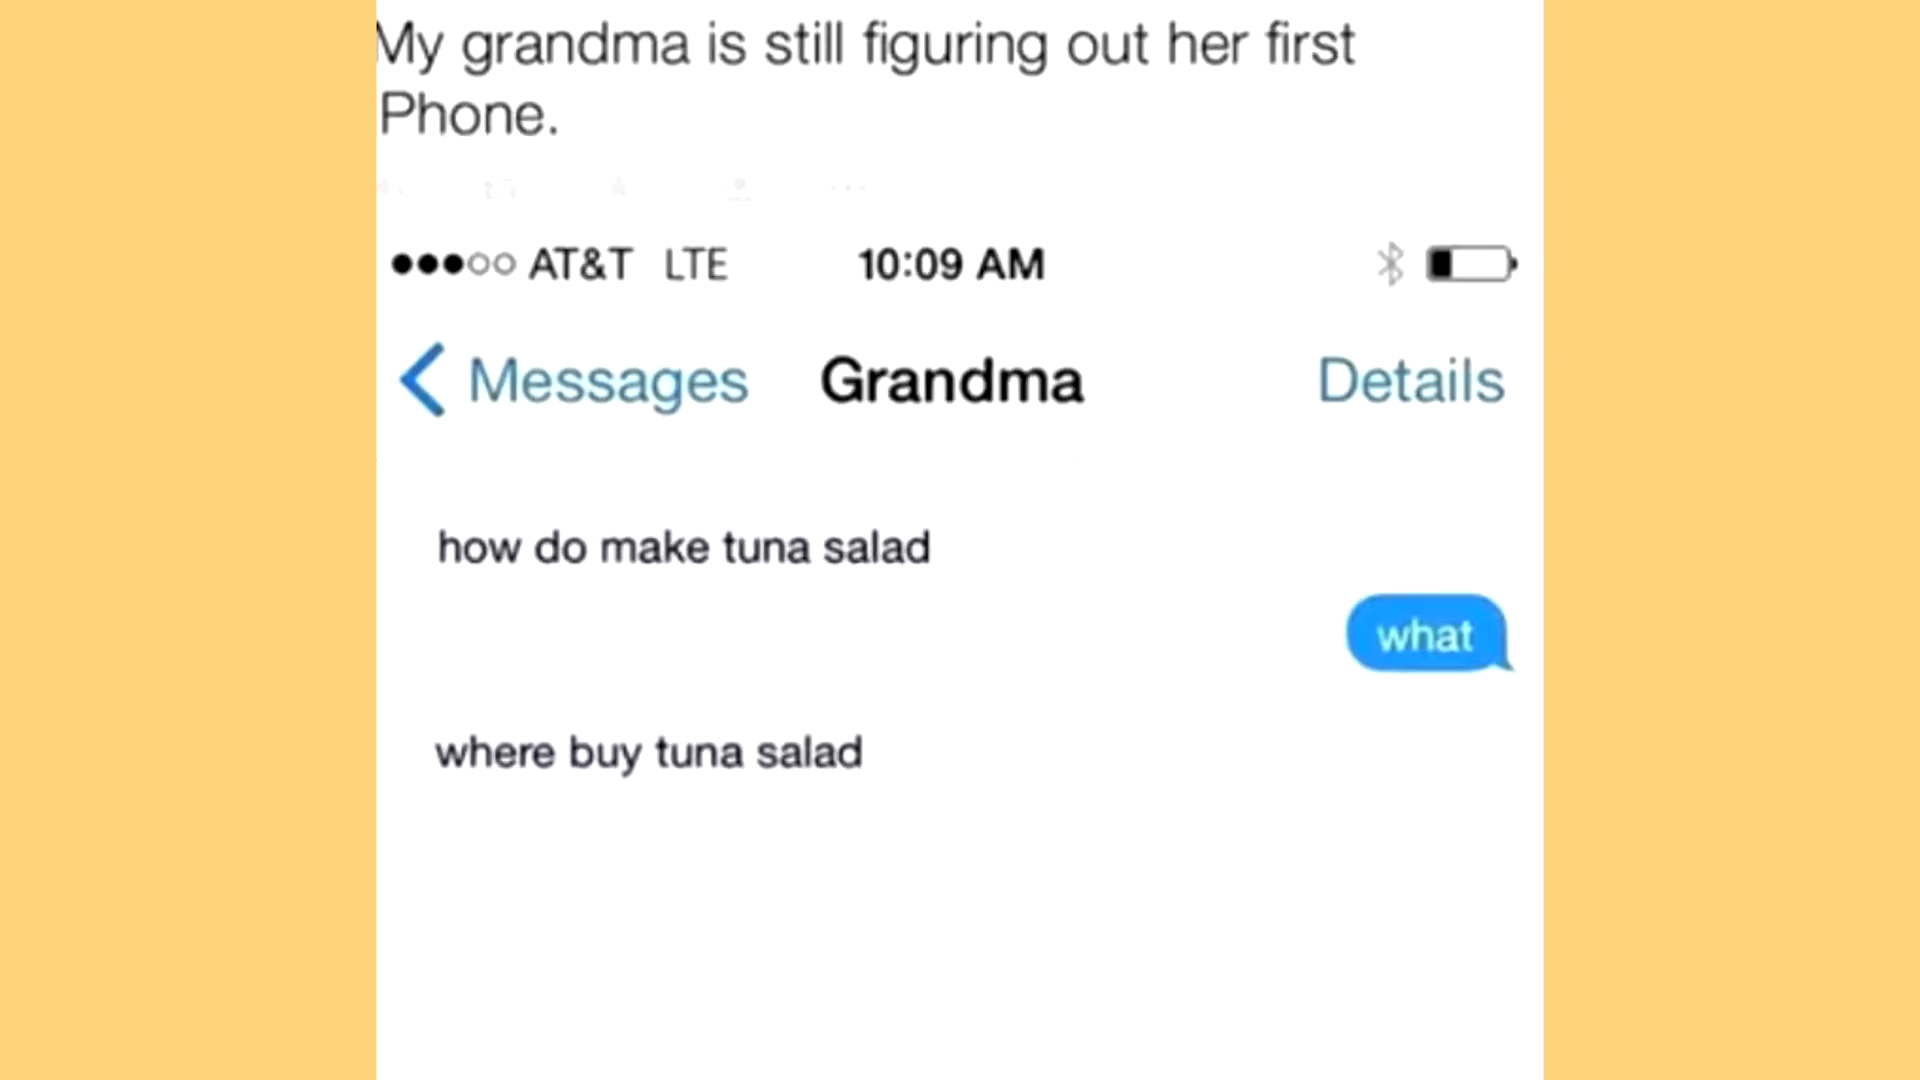 My grandma is still figuring out her first
Phone.
AT&T LTE 10:09 AM
Messages Grandma Details
how do make tuna salad
what
where buy tuna salad